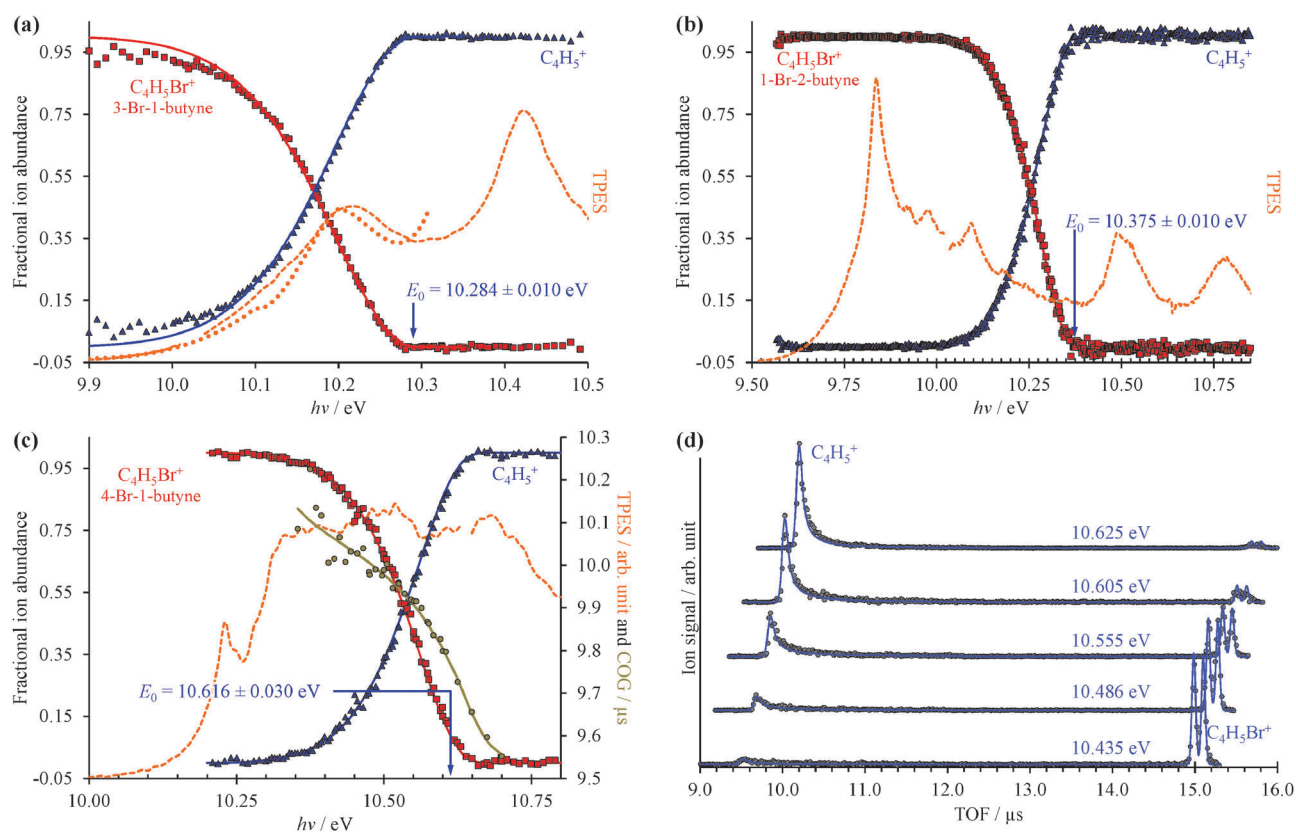 (a)
C₄H₅⁺
C₄H₅Br⁺
3-Br-1-butyne
E₀ = 10.284 ± 0.010 eV
Fractional ion abundance
0.95
0.75
0.55
0.35
0.15
-0.05
9.9
10.0
10.1
10.2
10.3
10.4
10.5
hν / eV
TPES
(b)
C₄H₅Br⁺
1-Br-2-butyne
C₄H₅⁺
E₀ = 10.375 ± 0.010 eV
Fractional ion abundance
0.95
0.75
0.55
0.35
0.15
-0.05
9.50
9.75
10.00
10.25
10.50
10.75
hν / eV
TPES
(c)
C₄H₅Br⁺
4-Br-1-butyne
C₄H₅⁺
E₀ = 10.616 ± 0.030 eV
Fractional ion abundance
0.95
0.75
0.55
0.35
0.15
-0.05
10.00
10.25
10.50
10.75
hν / eV
10.3
10.2
10.1
10.0
9.9
9.8
9.7
9.6
9.5
TPES / arb. unit and COG / µs
(d)
C₄H₅⁺
10.625 eV
10.605 eV
10.555 eV
10.486 eV
C₄H₅Br⁺
10.435 eV
Ion signal / arb. unit
9.0
10.0
11.0
12.0
13.0
14.0
15.0
16.0
TOF / µs